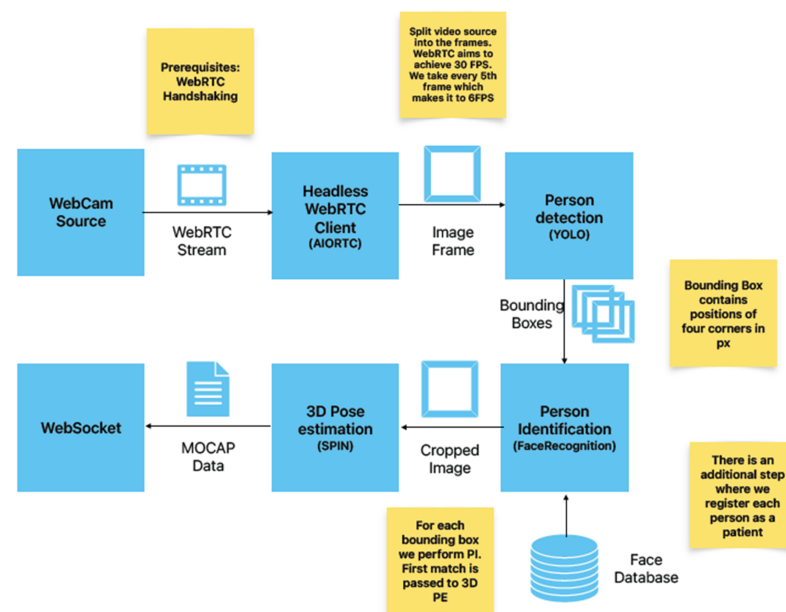 Prerequisites:
WebRTC
Handshaking
Split video source
into the frames.
WebRTC aims to
achieve 30 FPS.
We take every 5th
frame which
makes it to 6FPS
WebCam
Source
WebRTC
Stream
Headless
WebRTC
Client
(AIORTC)
Image
Frame
Person
detection
(YOLO)
Bounding
Boxes
Bounding Box
contains
positions of
four corners in
px
WebSocket
MOCAP
Data
3D Pose
estimation
(SPIN)
Cropped
Image
Person
Identification
(FaceRecognition)
There is an
additional step
where we
register each
person as a
patient
For each
bounding box
we perform PI.
First match is
passed to 3D
PE
Face
Database